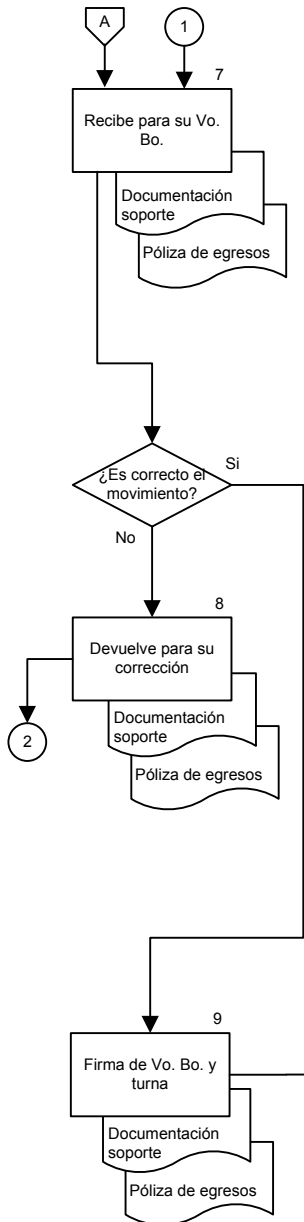 A
1
7
Recibe para su Vo.
Bo.
Documentación
soporte
Póliza de egresos
¿Es correcto el
movimiento?
Si
No
8
Devuelve para su
corrección
Documentación
soporte
Póliza de egresos
2
9
Firma de Vo. Bo. y
turna
Documentación
soporte
Póliza de egresos